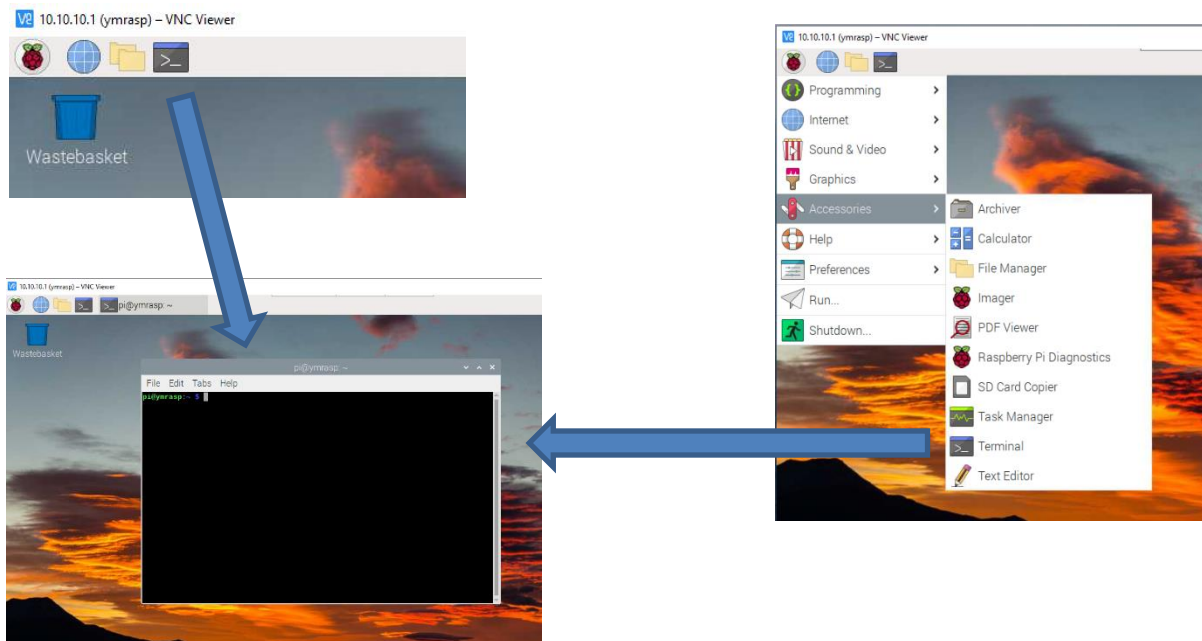 10.10.10.1 (ymrasp) – VNC Viewer
Wastebasket
10.10.10.1 (ymrasp) – VNC Viewer
pi@ymrasp: ~
Wastebasket
pi@ymrasp: ~
File Edit Tabs Help
pi@ymrasp:~ $
10.10.10.1 (ymrasp) – VNC Viewer
Programming
Internet
Sound & Video
Graphics
Accessories
Help
Preferences
Run...
Shutdown...
Archiver
Calculator
File Manager
Imager
PDF Viewer
Raspberry Pi Diagnostics
SD Card Copier
Task Manager
Terminal
Text Editor